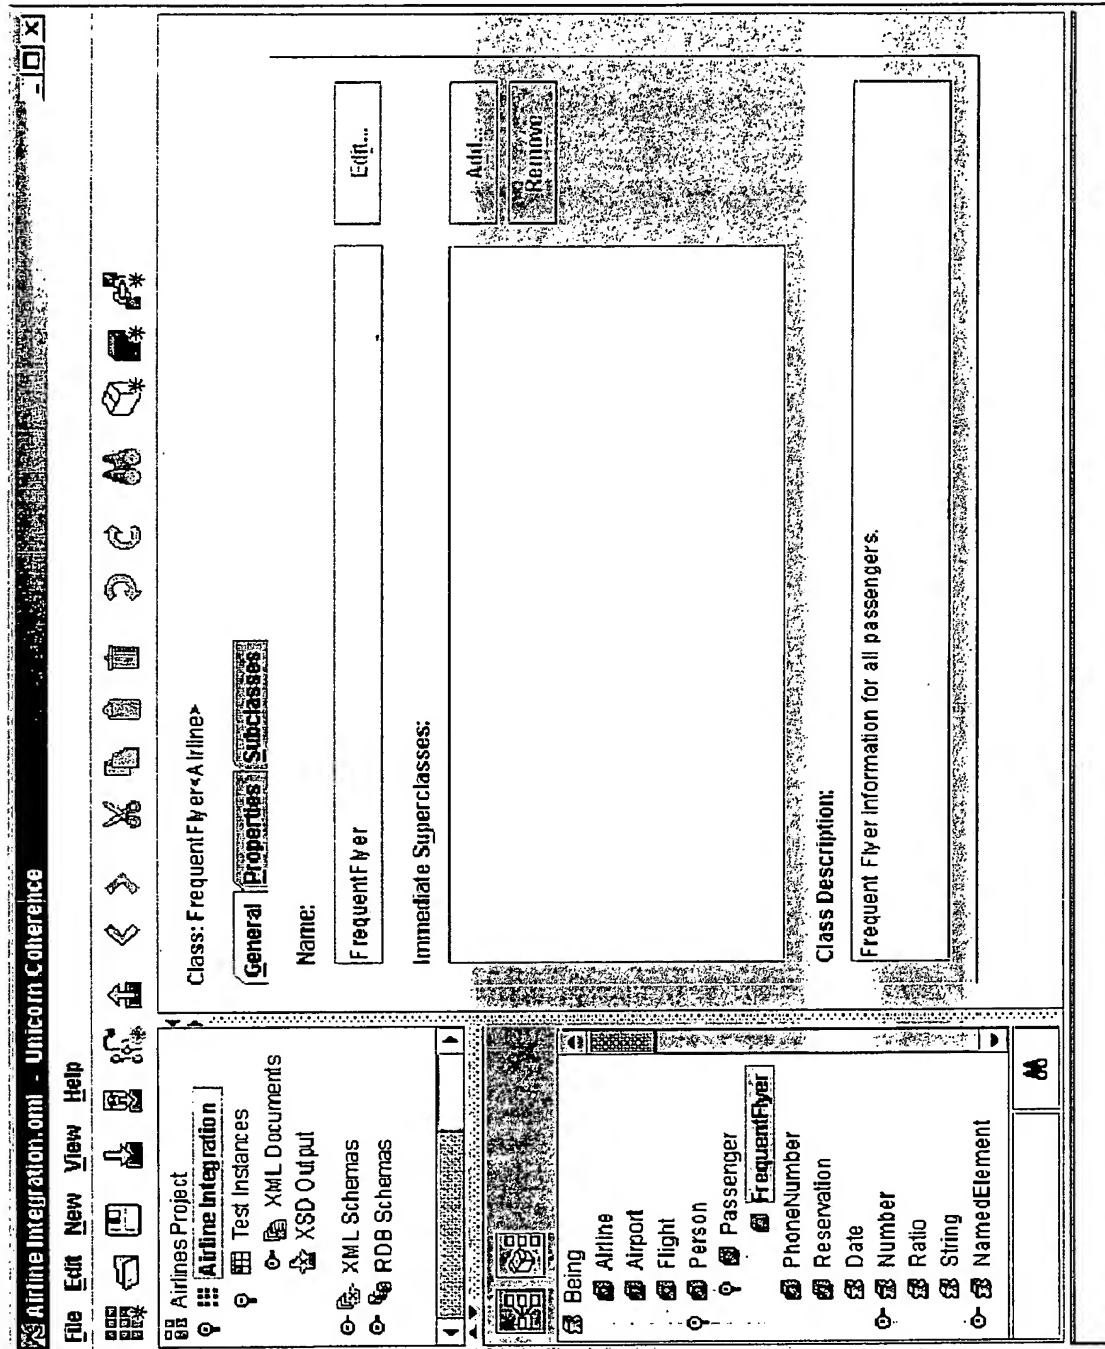 Airline Integration.oml - Unicorn Coherence
File Edit New View Help
Airlines Project
Airline Integration
Test Instances
XML Documents
XSD Output
XML Schemas
RDB Schemas
Being
Airline
Airport
Flight
Person
Passenger
FrequentFlyer
PhoneNumber
Reservation
Date
Number
Ratio
String
NamedElement
Class: FrequentFlyer<Airline>
General Properties Subclasses
Name:
FrequentFlyer Edit...
Immediate Superclasses:
Add...
Remove
Class Description:
Frequent Flyer information for all passengers.